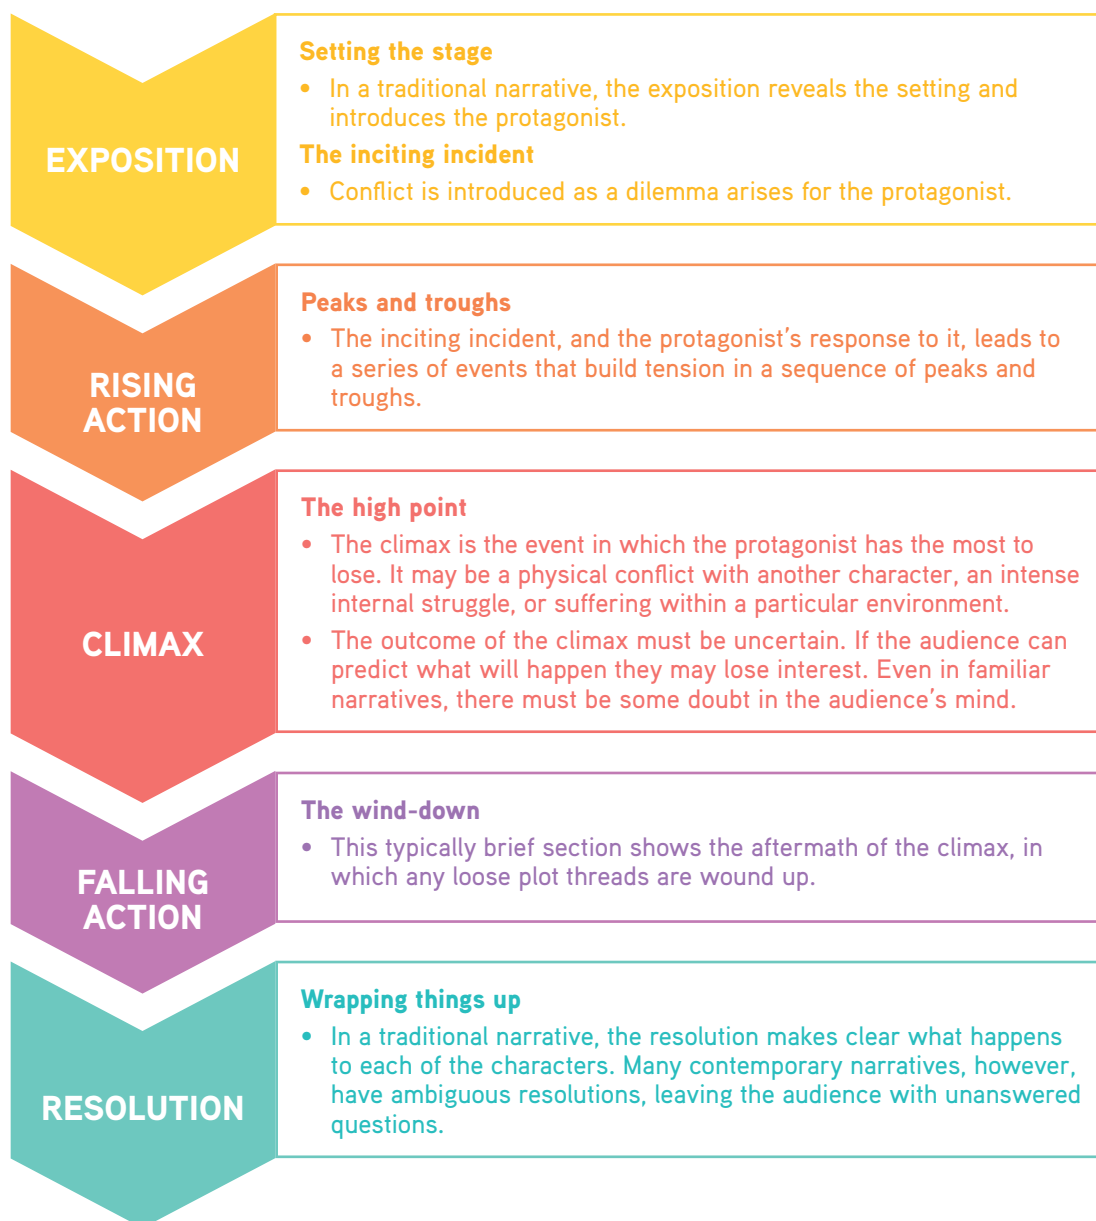 EXPOSITION
Setting the stage
• In a traditional narrative, the exposition reveals the setting and
introduces the protagonist.
The inciting incident
• Conflict is introduced as a dilemma arises for the protagonist.
RISING
ACTION
Peaks and troughs
• The inciting incident, and the protagonist’s response to it, leads to
a series of events that build tension in a sequence of peaks and
troughs.
CLIMAX
The high point
• The climax is the event in which the protagonist has the most to
lose. It may be a physical conflict with another character, an intense
internal struggle, or suffering within a particular environment.
• The outcome of the climax must be uncertain. If the audience can
predict what will happen they may lose interest. Even in familiar
narratives, there must be some doubt in the audience’s mind.
FALLING
ACTION
The wind-down
• This typically brief section shows the aftermath of the climax, in
which any loose plot threads are wound up.
RESOLUTION
Wrapping things up
• In a traditional narrative, the resolution makes clear what happens
to each of the characters. Many contemporary narratives, however,
have ambiguous resolutions, leaving the audience with unanswered
questions.